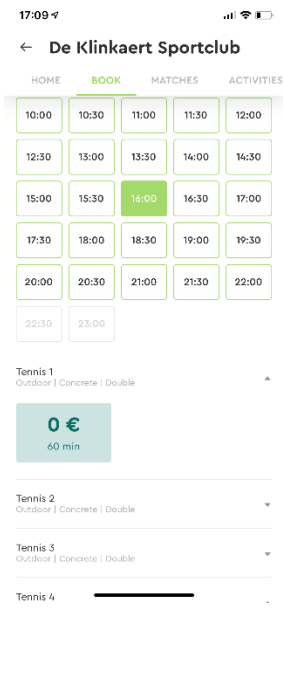 17:09
De Klinkaert Sportclub
HOME BOOK MATCHES ACTIVITIES
10:00 10:30 11:00 11:30 12:00
12:30 13:00 13:30 14:00 14:30
15:00 15:30 16:00 16:30 17:00
17:30 18:00 18:30 19:00 19:30
20:00 20:30 21:00 21:30 22:00
22:30 23:00
Tennis 1
Outdoor | Concrete | Double
0 €
60 min
Tennis 2
Outdoor | Concrete | Double
Tennis 3
Outdoor | Concrete | Double
Tennis 4